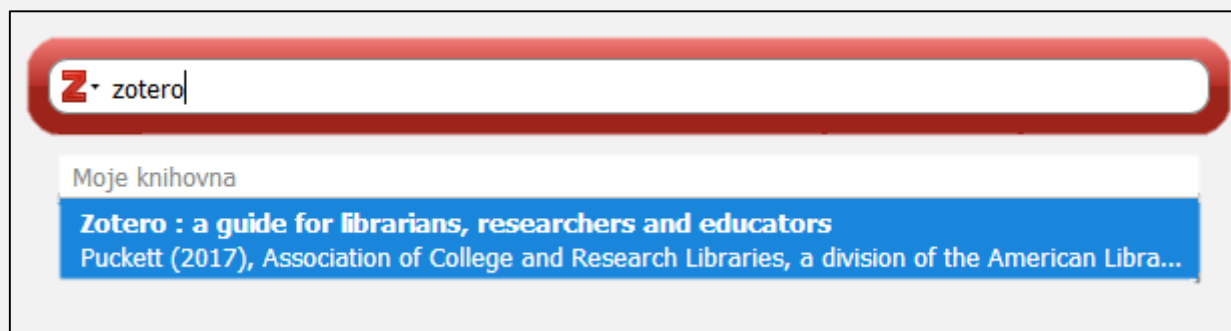 Z zotero
Moje knihovna
Zotero : a guide for librarians, researchers and educators
Puckett (2017), Association of College and Research Libraries, a division of the American Libra...